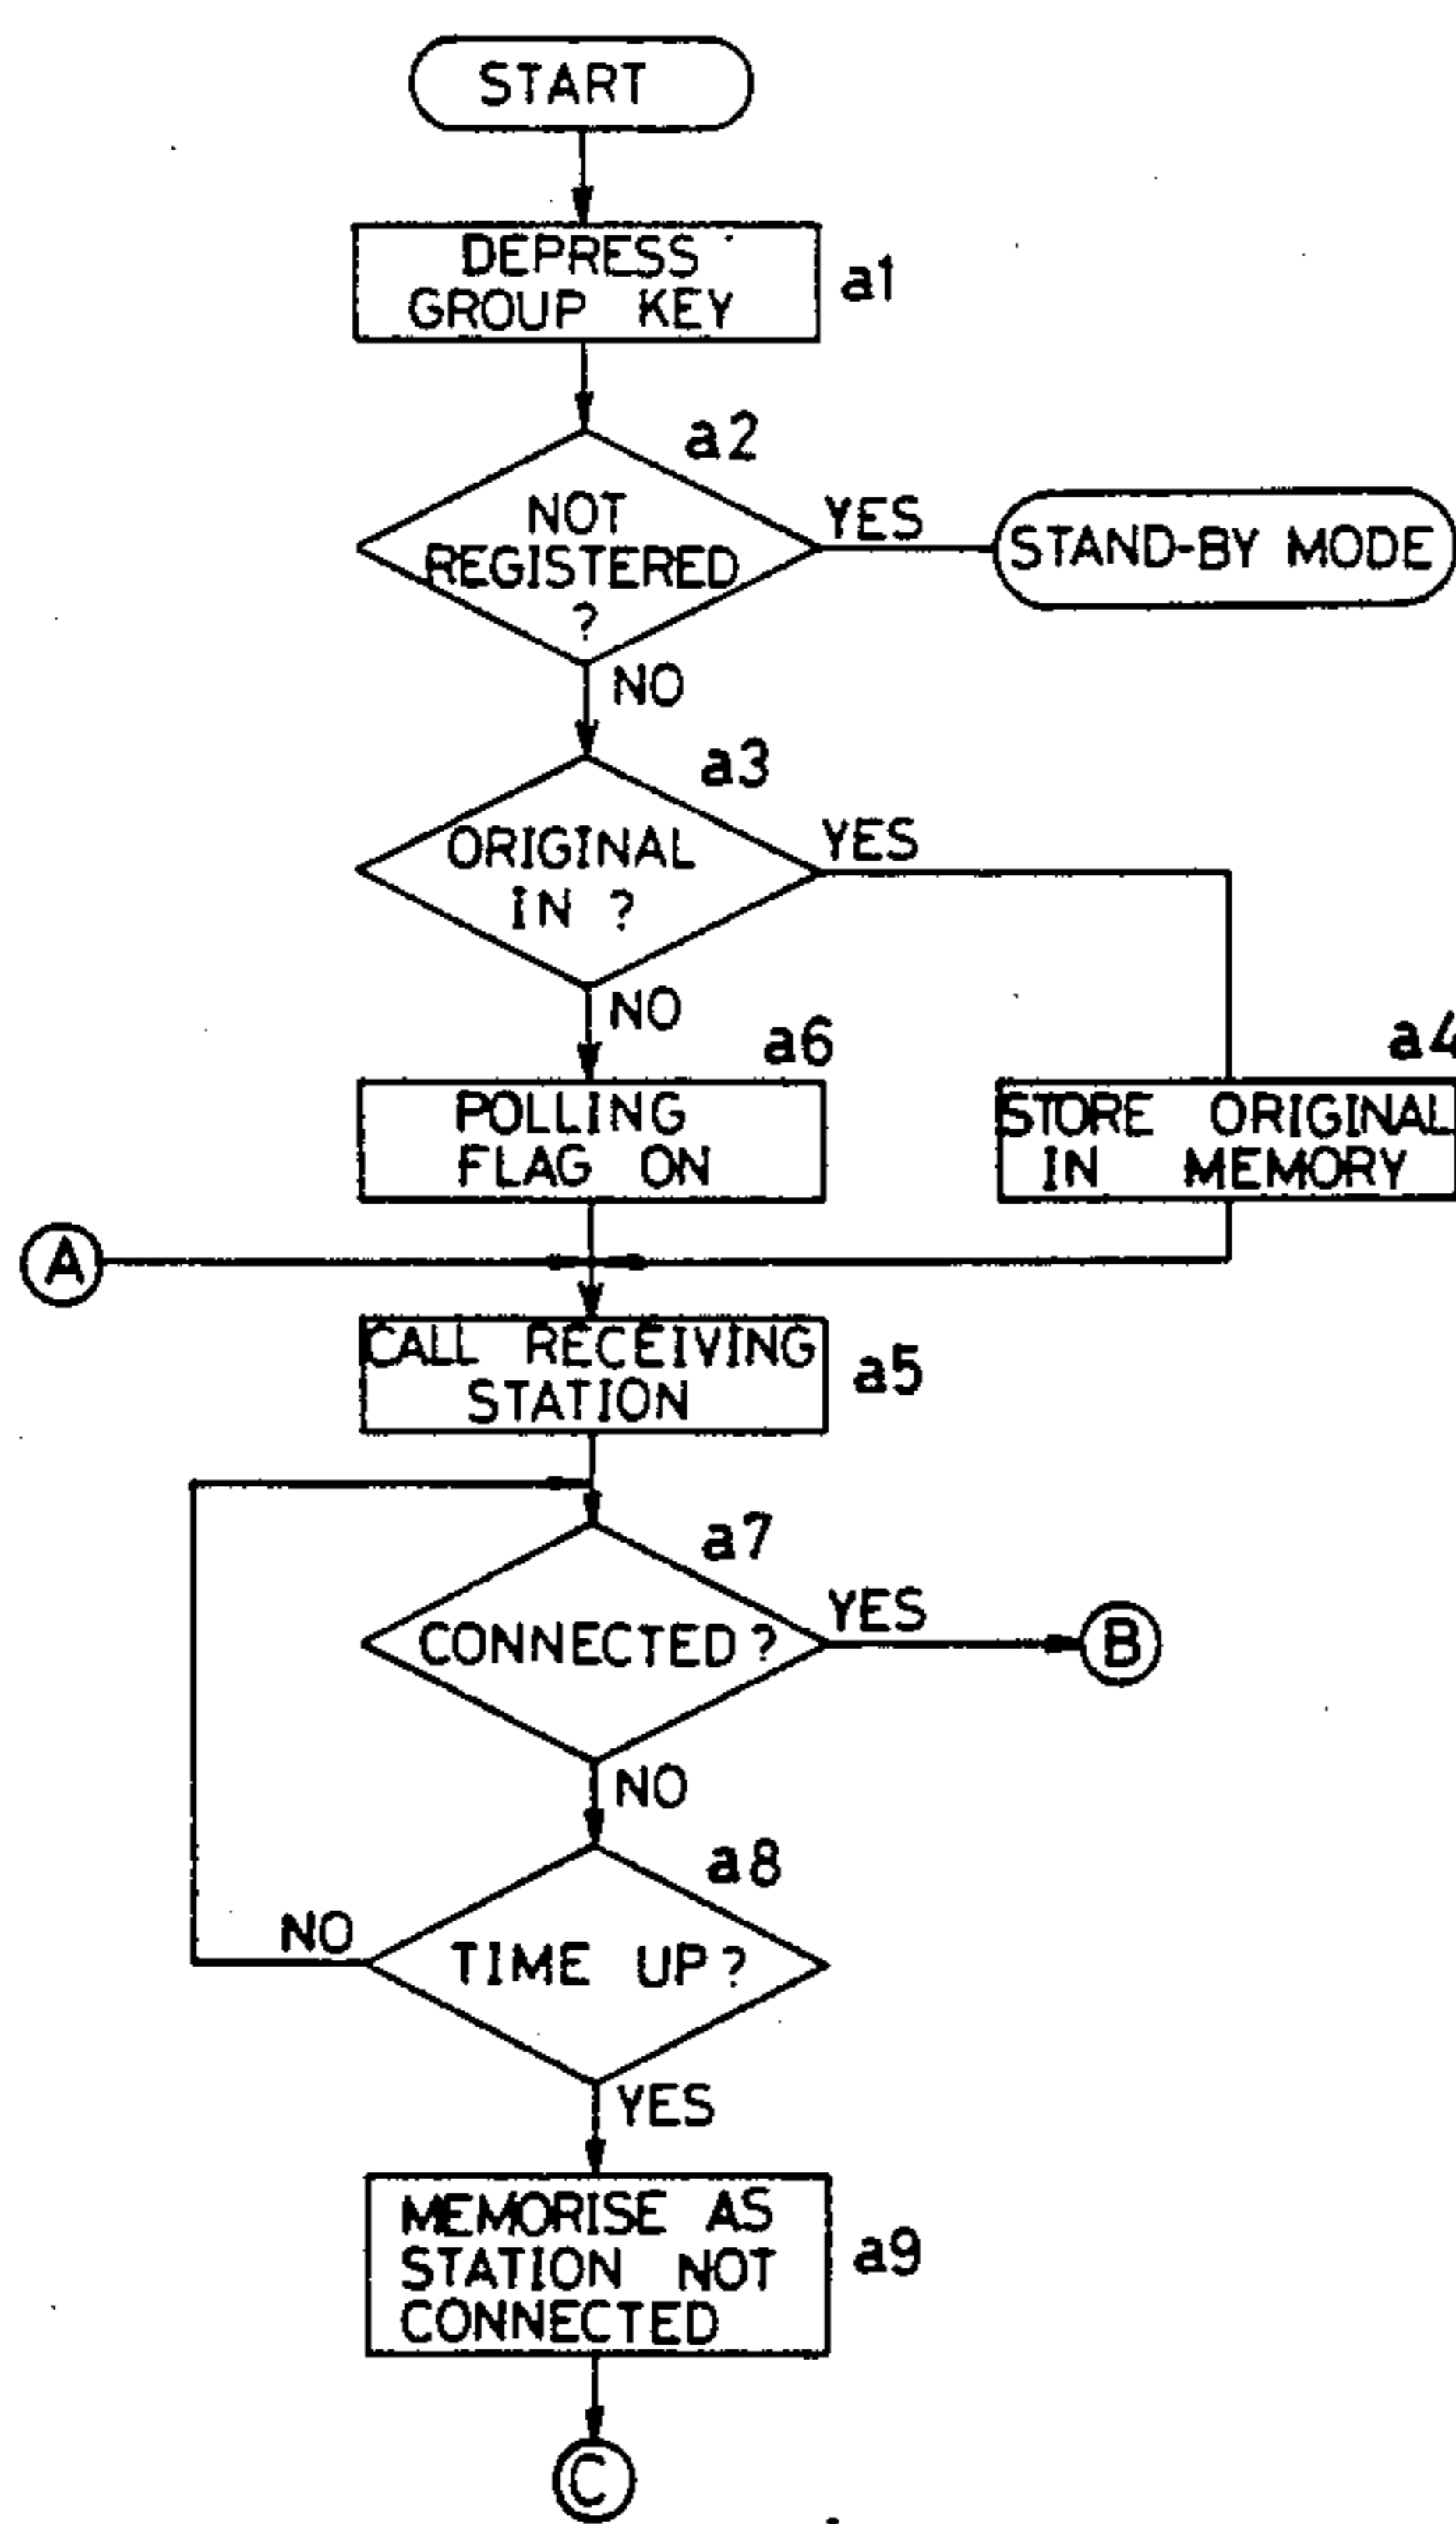 START
DEPRESS
GROUP KEY
a1
a2
NOT
REGISTERED
?
YES
STAND-BY MODE
NO
a3
ORIGINAL
IN ?
YES
NO
a6
POLLING
FLAG ON
a4
STORE ORIGINAL
IN MEMORY
A
CALL RECEIVING
STATION
a5
a7
CONNECTED?
YES
B
NO
a8
TIME UP?
NO
YES
MEMORISE AS
STATION NOT
CONNECTED
a9
C